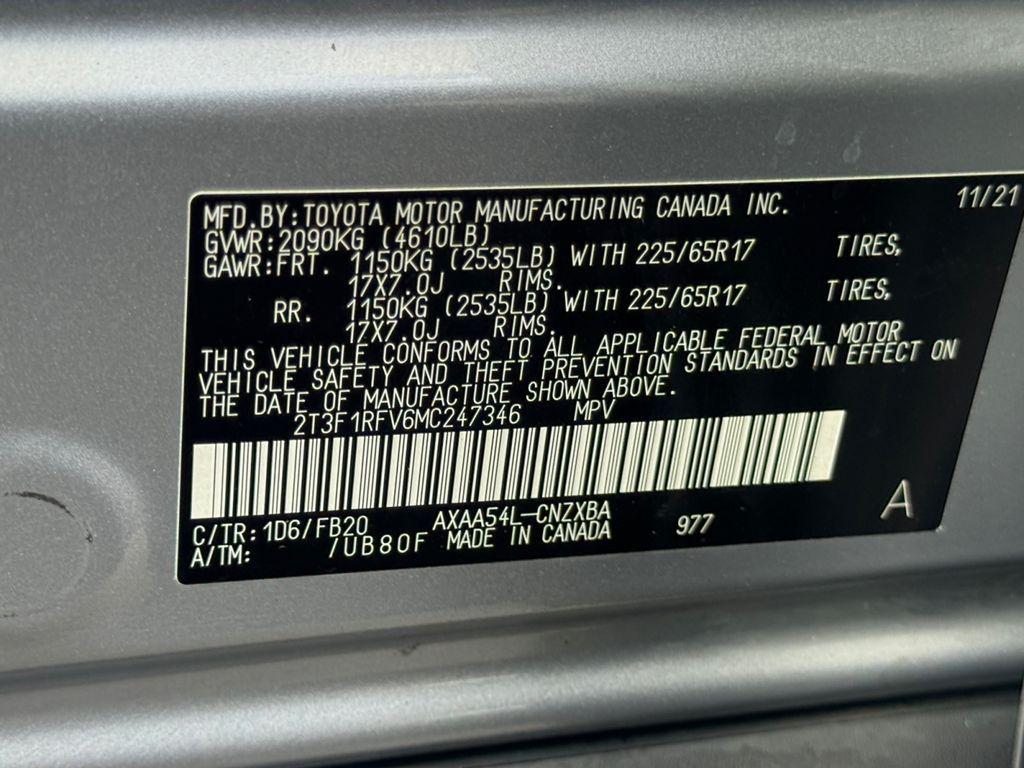 MFD.BY:TOYOTA MOTOR MANUFACTURING CANADA INC. 11/21
GVWR:2090KG (4610LB)
GAWR:FRT. 1150KG (2535LB) WITH 225/65R17 TIRES,
17X7.0J RIMS.
RR. 1150KG (2535LB) WITH 225/65R17 TIRES,
17X7.0J RIMS.
THIS VEHICLE CONFORMS TO ALL APPLICABLE FEDERAL MOTOR
VEHICLE SAFETY AND THEFT PREVENTION STANDARDS IN EFFECT ON
THE DATE OF MANUFACTURE SHOWN ABOVE.
2T3F1RFV6MC247346 MPV
C/TR:1D6/FB20 AXAA54L-CNZXBA 977 A
A/TM: /UB80F MADE IN CANADA